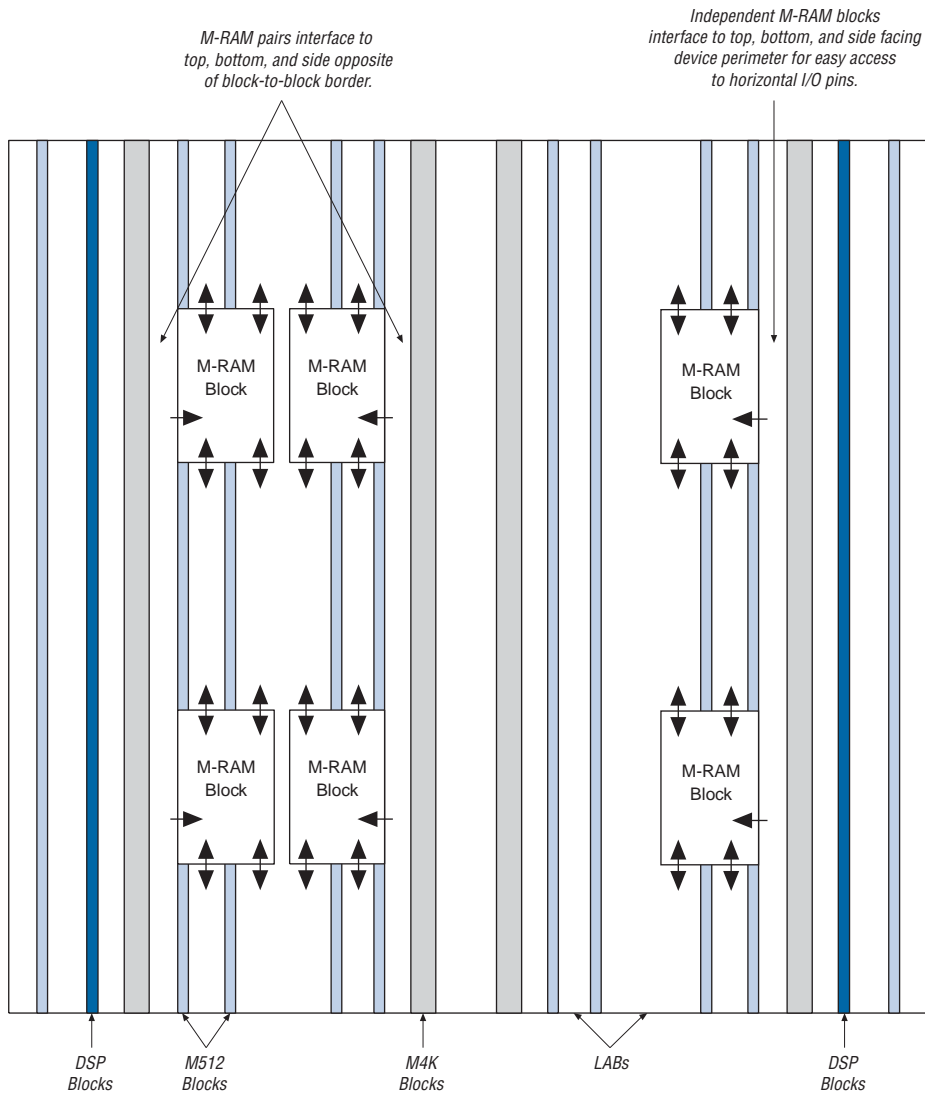 M-RAM pairs interface to
top, bottom, and side opposite
of block-to-block border.
Independent M-RAM blocks
interface to top, bottom, and side facing
device perimeter for easy access
to horizontal I/O pins.
M-RAM
Block
M-RAM
Block
M-RAM
Block
M-RAM
Block
M-RAM
Block
M-RAM
Block
DSP
Blocks
M512
Blocks
M4K
Blocks
LABs
DSP
Blocks